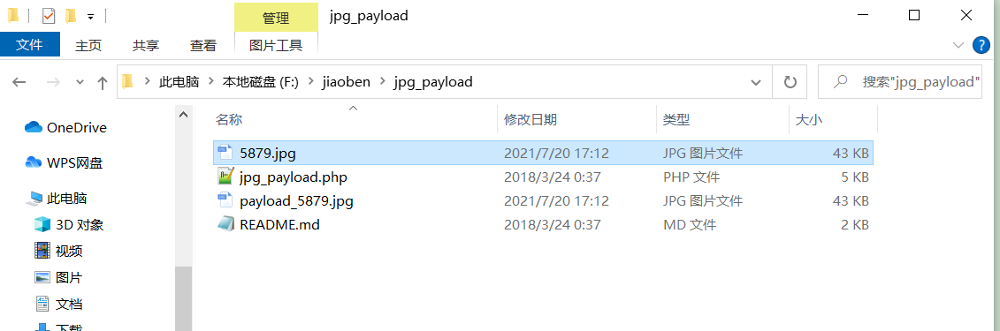 管理 jpg_payload
文件 主页 共享 查看 图片工具
此电脑 本地磁盘 (F:) jiaoben jpg_payload 搜索"jpg_payload"
名称 修改日期 类型 大小
OneDrive
WPS网盘
此电脑
3D 对象
视频
图片
文档
下载
5879.jpg 2021/7/20 17:12 JPG 图片文件 43 KB
jpg_payload.php 2018/3/24 0:37 PHP 文件 5 KB
payload_5879.jpg 2021/7/20 17:12 JPG 图片文件 43 KB
README.md 2018/3/24 0:37 MD 文件 2 KB